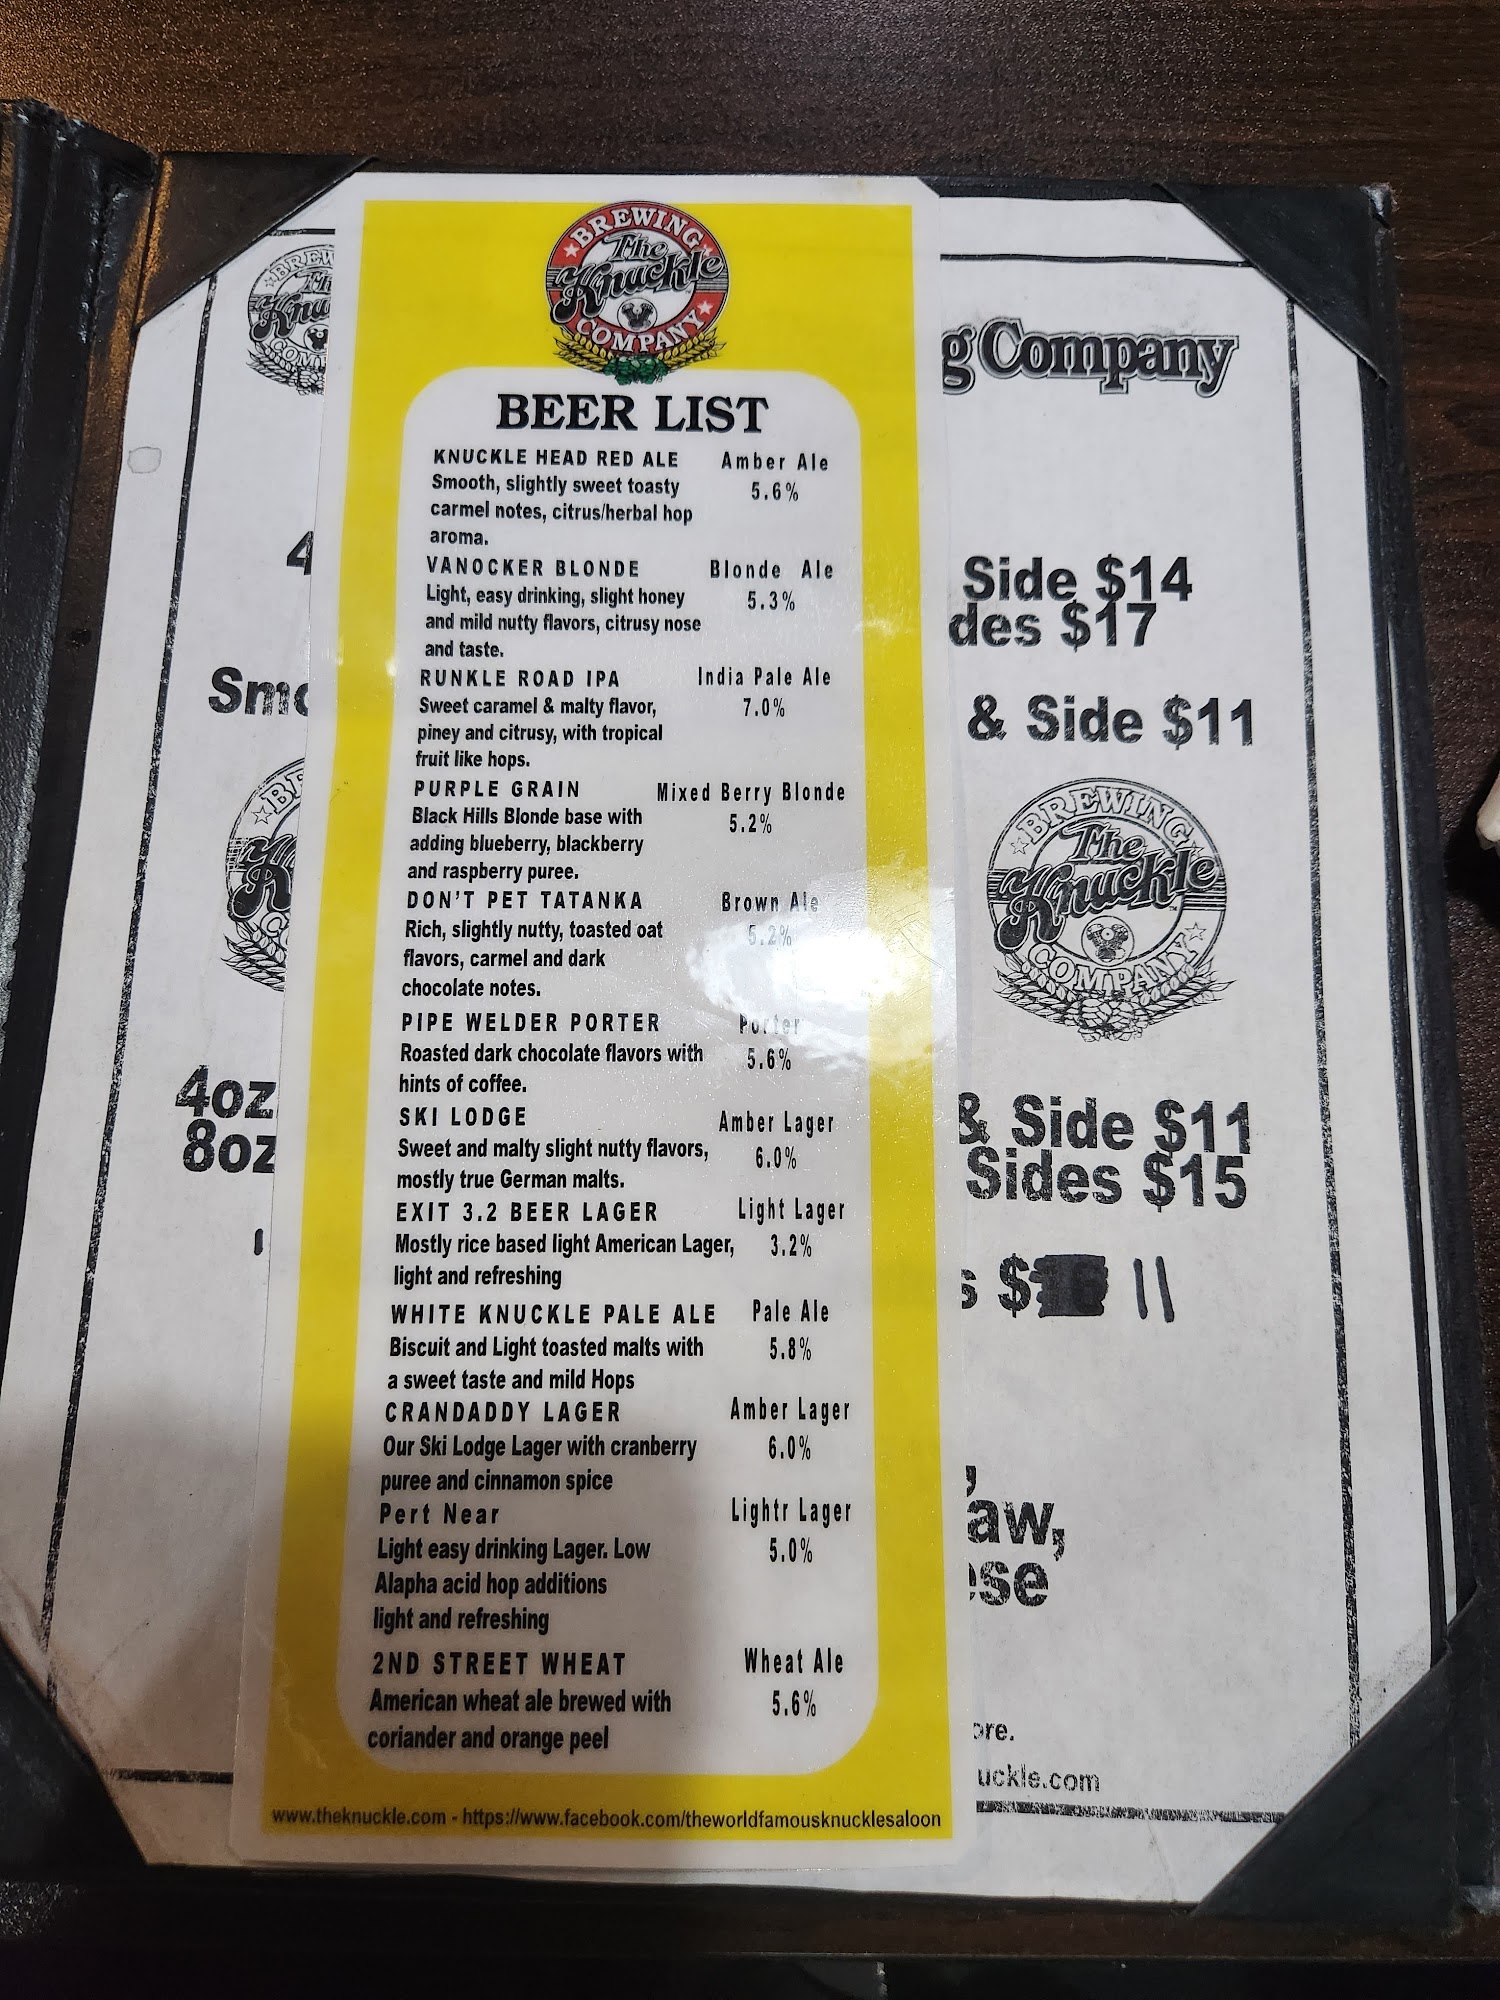 BREWING
The
Knuckle
COMPANY
BEER LIST
KNUCKLE HEAD RED ALE Amber Ale
Smooth, slightly sweet toasty 5.6%
carmel notes, citrus/herbal hop
aroma.
VANOCKER BLONDE Blonde Ale
Light, easy drinking, slight honey 5.3%
and mild nutty flavors, citrusy nose
and taste.
RUNKLE ROAD IPA India Pale Ale
Sweet caramel & malty flavor, 7.0%
piney and citrusy, with tropical
fruit like hops.
PURPLE GRAIN Mixed Berry Blonde
Black Hills Blonde base with 5.2%
adding blueberry, blackberry
and raspberry puree.
DON'T PET TATANKA Brown Ale
Rich, slightly nutty, toasted oat 5.2%
flavors, carmel and dark
chocolate notes.
PIPE WELDER PORTER Porter
Roasted dark chocolate flavors with 5.6%
hints of coffee.
SKI LODGE Amber Lager
Sweet and malty slight nutty flavors, 6.0%
mostly true German malts.
EXIT 3.2 BEER LAGER Light Lager
Mostly rice based light American Lager, 3.2%
light and refreshing
WHITE KNUCKLE PALE ALE Pale Ale
Biscuit and Light toasted malts with 5.8%
a sweet taste and mild Hops
CRANDADDY LAGER Amber Lager
Our Ski Lodge Lager with cranberry 6.0%
puree and cinnamon spice
Pert Near Lightr Lager
Light easy drinking Lager. Low 5.0%
Alapha acid hop additions
light and refreshing
2ND STREET WHEAT Wheat Ale
American wheat ale brewed with 5.6%
coriander and orange peel
www.theknuckle.com - https://www.facebook.com/theworldfamousknucklesaloon
g Company
4
Side $14
des $17
Smo
& Side $11
BREWING
The
Knuckle
COMPANY
4oz
& Side $11
8oz
Sides $15
s $ 11
aw,
ese
ore.
uckle.com